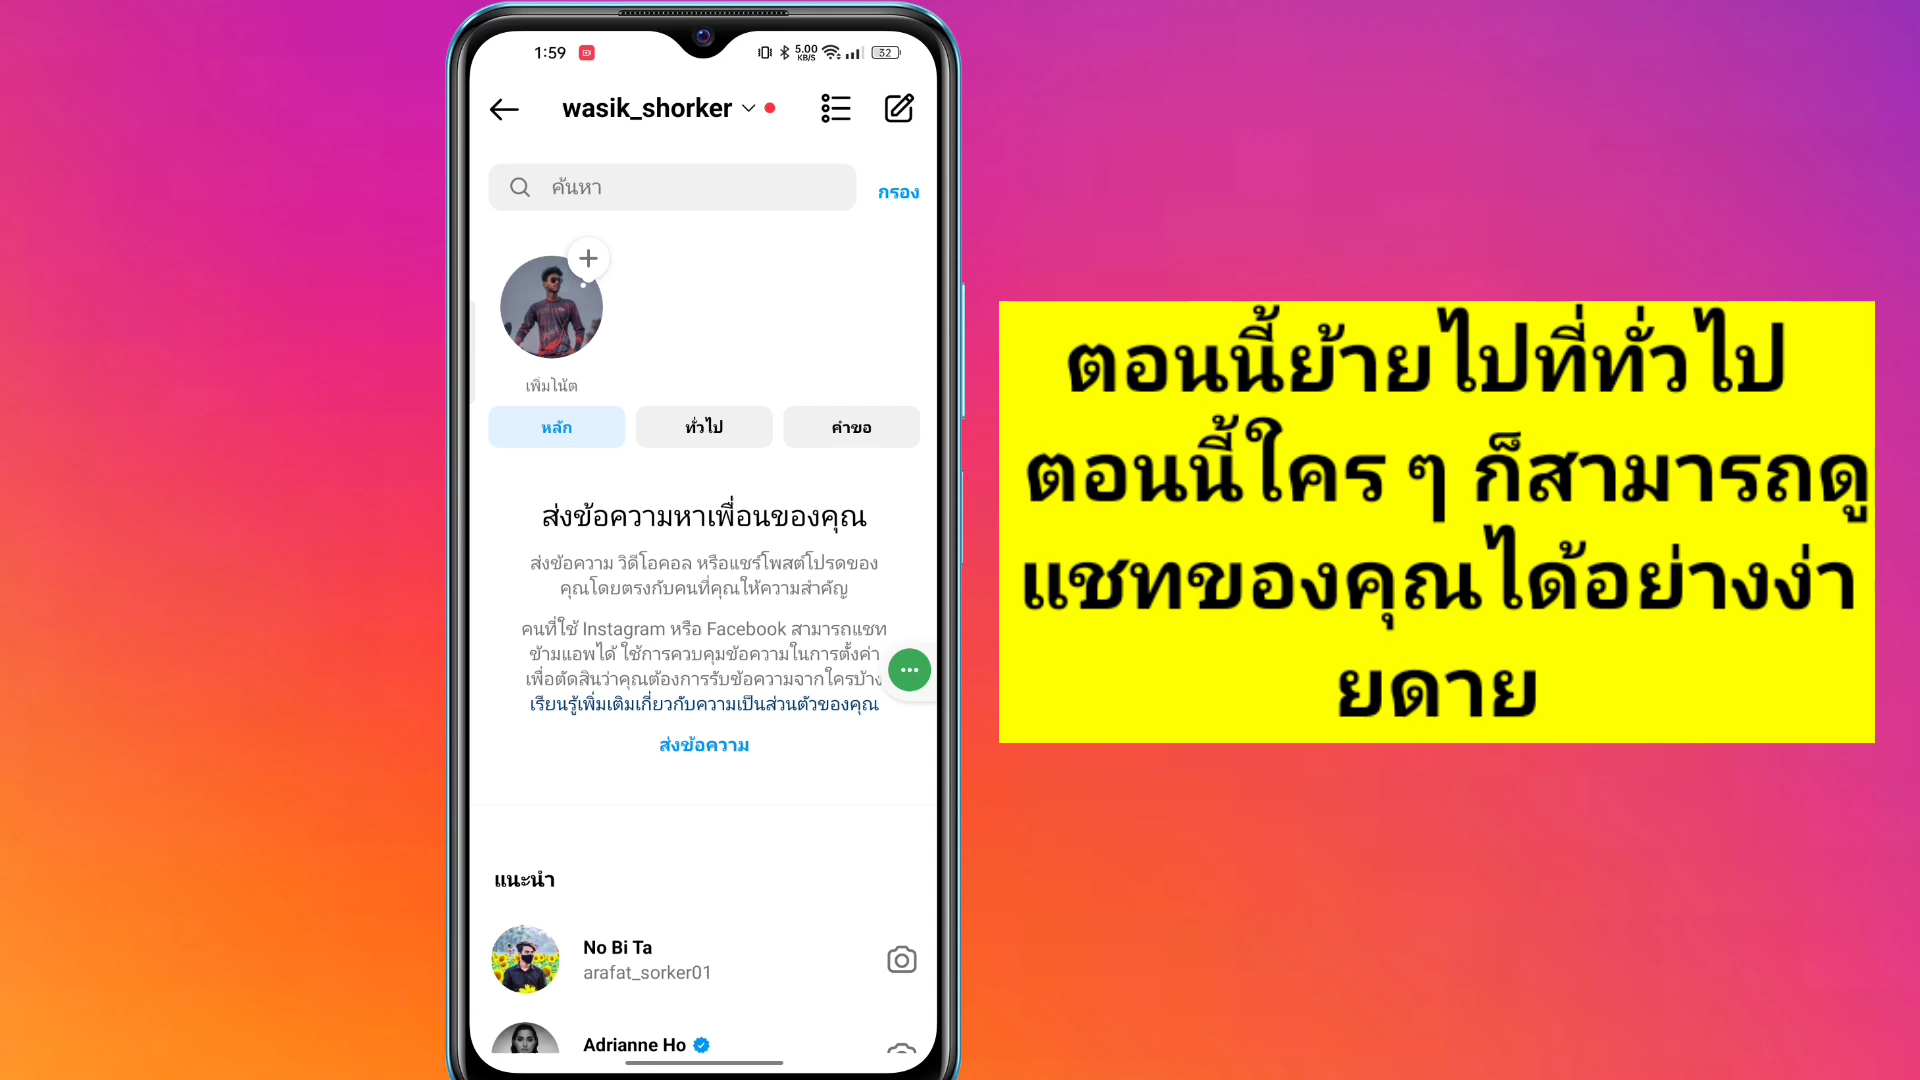 1:59
5.00
KB/S
32
wasik_shorker
ค้นหา
กรอง
เพิ่มโน้ต
หลัก
ทั่วไป
คำขอ
ส่งข้อความหาเพื่อนของคุณ
ส่งข้อความ วิดีโอคอล หรือแชร์โพสต์โปรดของ
คุณโดยตรงกับคนที่คุณให้ความสำคัญ
คนที่ใช้ Instagram หรือ Facebook สามารถแชท
ข้ามแอพได้ ใช้การควบคุมข้อความในการตั้งค่า
เพื่อตัดสินว่าคุณต้องการรับข้อความจากใครบ้าง
เรียนรู้เพิ่มเติมเกี่ยวกับความเป็นส่วนตัวของคุณ
ส่งข้อความ
แนะนำ
No Bi Ta
arafat_sorker01
Adrianne Ho
ตอนนี้ย้ายไปที่ทั่วไป
ตอนนี้ใคร ๆ ก็สามารถดู
แชทของคุณได้อย่างง่า
ยดาย